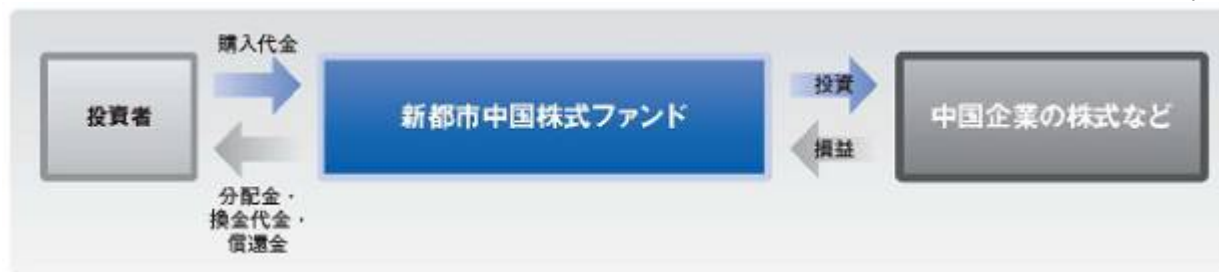 購入代金
投資者
新都市中国株式ファンド
投資
中国企業の株式など
損益
分配金・
換金代金・
償還金